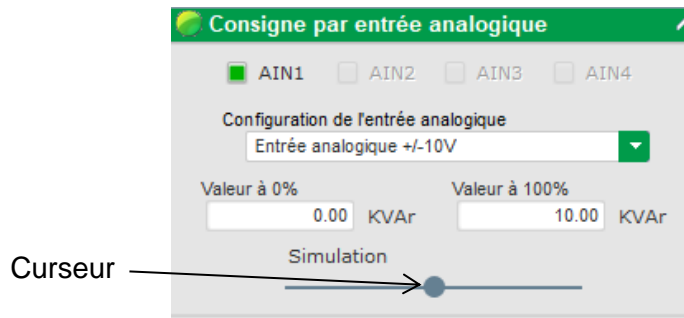 Consigne par entrée analogique
AIN1 AIN2 AIN3 AIN4
Configuration de l'entrée analogique
Entrée analogique +/-10V
Valeur à 0% Valeur à 100%
0.00 KVAr 10.00 KVAr
Simulation
Curseur